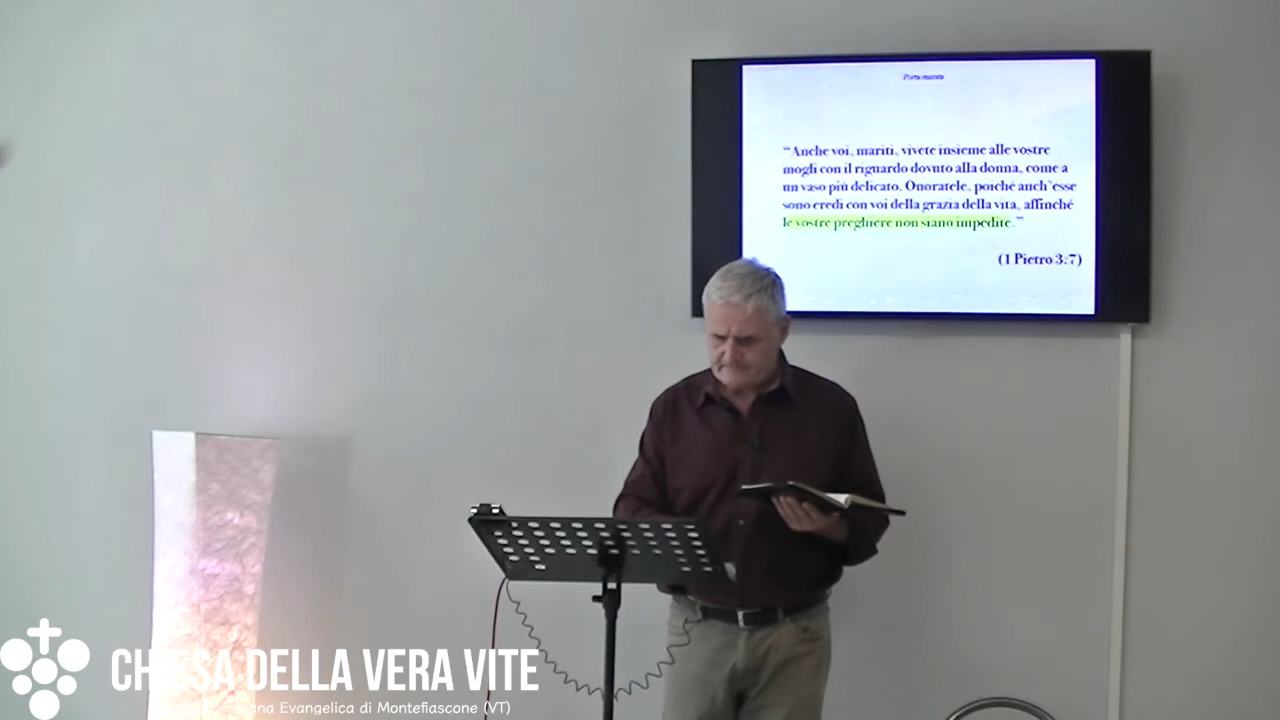 “Anche voi, mariti, vivete insieme alle vostre
mogli con il riguardo dovuto alla donna, come a
un vaso più delicato. Onoratele, poiché anch’esse
sono eredi con voi della grazia della vita, affinché
le vostre preghiere non siano impedite.”
(1 Pietro 3:7)
CHIESA DELLA VERA VITE
Evangelica di Montefiascone (VT)